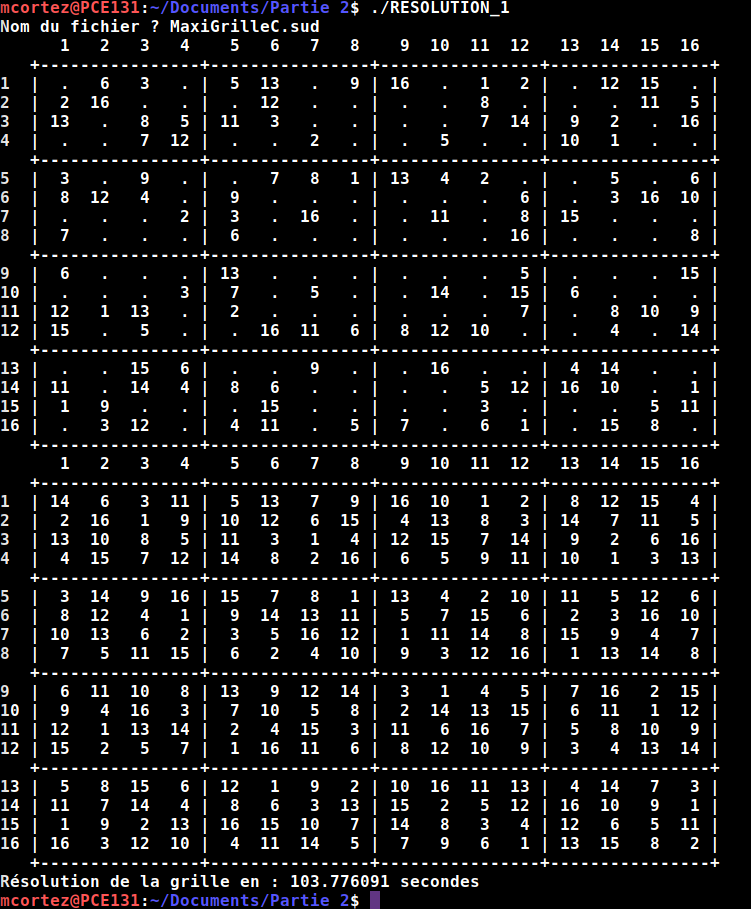 mcortez@PCE131:~/Documents/Partie 2$ ./RESOLUTION_1
Nom du fichier ? MaxiGrilleC.sud
      1  2  3  4    5  6  7  8    9 10 11 12   13 14 15 16
   +----------------+----------------+----------------+----------------+
1  |  .  6  3  . |  5 13  .  9 | 16  .  1  2 |  . 12 15  . |
2  |  2 16  .  . |  . 12  .  . |  .  .  8  . |  .  . 11  5 |
3  | 13  .  8  5 | 11  3  .  . |  .  .  7 14 |  9  2  . 16 |
4  |  .  .  7 12 |  .  .  2  . |  .  5  .  . | 10  1  .  . |
   +----------------+----------------+----------------+----------------+
5  |  3  .  9  . |  .  7  8  1 | 13  4  2  . |  .  5  .  6 |
6  |  8 12  4  . |  9  .  .  . |  .  .  .  6 |  .  3 16 10 |
7  |  .  .  .  2 |  3  . 16  . |  . 11  .  8 | 15  .  .  . |
8  |  7  .  .  . |  6  .  .  . |  .  .  . 16 |  .  .  .  8 |
   +----------------+----------------+----------------+----------------+
9  |  6  .  .  . | 13  .  .  . |  .  .  .  5 |  .  .  . 15 |
10 |  .  .  .  3 |  7  .  5  . |  . 14  . 15 |  6  .  .  . |
11 | 12  1 13  . |  2  .  .  . |  .  .  .  7 |  .  8 10  9 |
12 | 15  .  5  . |  . 16 11  6 |  8 12 10  . |  .  4  . 14 |
   +----------------+----------------+----------------+----------------+
13 |  .  . 15  6 |  .  .  9  . |  . 16  .  . |  4 14  .  . |
14 | 11  . 14  4 |  8  6  .  . |  .  .  5 12 | 16 10  .  1 |
15 |  1  9  .  . |  . 15  .  . |  .  .  3  . |  .  .  5 11 |
16 |  .  3 12  . |  4 11  .  5 |  7  .  6  1 |  . 15  8  . |
   +----------------+----------------+----------------+----------------+
      1  2  3  4    5  6  7  8    9 10 11 12   13 14 15 16
   +----------------+----------------+----------------+----------------+
1  | 14  6  3 11 |  5 13  7  9 | 16 10  1  2 |  8 12 15  4 |
2  |  2 16  1  9 | 10 12  6 15 |  4 13  8  3 | 14  7 11  5 |
3  | 13 10  8  5 | 11  3  1  4 | 12 15  7 14 |  9  2  6 16 |
4  |  4 15  7 12 | 14  8  2 16 |  6  5  9 11 | 10  1  3 13 |
   +----------------+----------------+----------------+----------------+
5  |  3 14  9 16 | 15  7  8  1 | 13  4  2 10 | 11  5 12  6 |
6  |  8 12  4  1 |  9 14 13 11 |  5  7 15  6 |  2  3 16 10 |
7  | 10 13  6  2 |  3  5 16 12 |  1 11 14  8 | 15  9  4  7 |
8  |  7  5 11 15 |  6  2  4 10 |  9  3 12 16 |  1 13 14  8 |
   +----------------+----------------+----------------+----------------+
9  |  6 11 10  8 | 13  9 12 14 |  3  1  4  5 |  7 16  2 15 |
10 |  9  4 16  3 |  7 10  5  8 |  2 14 13 15 |  6 11  1 12 |
11 | 12  1 13 14 |  2  4 15  3 | 11  6 16  7 |  5  8 10  9 |
12 | 15  2  5  7 |  1 16 11  6 |  8 12 10  9 |  3  4 13 14 |
   +----------------+----------------+----------------+----------------+
13 |  5  8 15  6 | 12  1  9  2 | 10 16 11 13 |  4 14  7  3 |
14 | 11  7 14  4 |  8  6  3 13 | 15  2  5 12 | 16 10  9  1 |
15 |  1  9  2 13 | 16 15 10  7 | 14  8  3  4 | 12  6  5 11 |
16 | 16  3 12 10 |  4 11 14  5 |  7  9  6  1 | 13 15  8  2 |
   +----------------+----------------+----------------+----------------+
Résolution de la grille en : 103.776091 secondes
mcortez@PCE131:~/Documents/Partie 2$